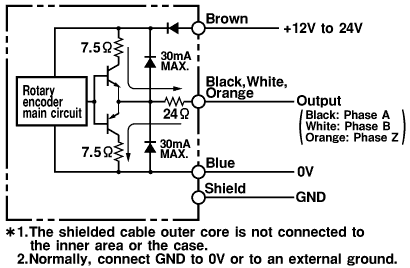 Brown
+12V to 24V
7.5Ω
30mA
MAX.
Black,White,
Orange
Rotary
encoder
main circuit
24Ω
Output
(Black: Phase A
White: Phase B
Orange: Phase Z)
30mA
MAX.
7.5Ω
Blue
0V
Shield
GND
*1.The shielded cable outer core is not connected to
the inner area or the case.
2.Normally, connect GND to 0V or to an external ground.